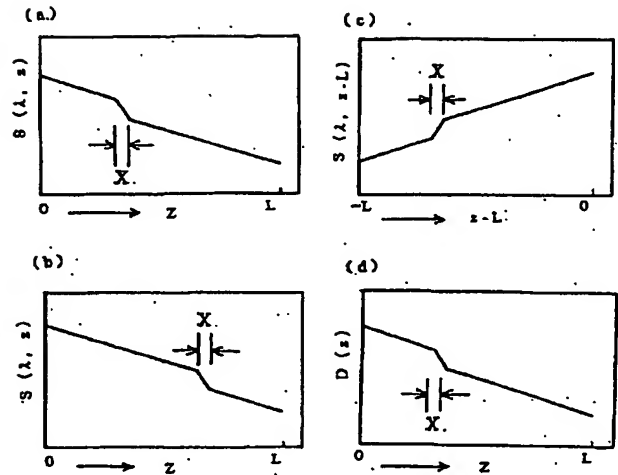 (a.)
S (λ, z)
X.
0
Z
L
(c)
S (λ, z-L)
X
-L
z-L.
0
(b)
S (λ, z)
X
0
Z
L
(d)
D (z)
X.
0
Z
L